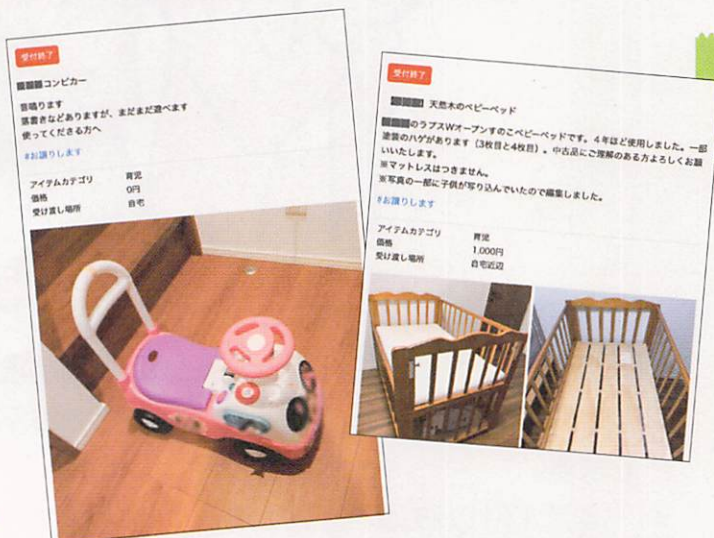 受付終了
コンビカー
音鳴ります
落書きなどありますが、まだまだ遊べます
使ってくださる方へ
#お譲りします
アイテムカテゴリ 育児
価格 0円
受け渡し場所 自宅
受付終了
天然木のベビーベッド
のラブスWオープンすのこベビーベッドです。4年ほど使用しました。一部
塗装のハゲがあります（3枚目と4枚目）。中古品にご理解のある方よろしくお願
いいたします。
※マットレスはつきません。
※写真の一部に子供が写り込んでいたので編集しました。
#お譲りします
アイテムカテゴリ 育児
価格 1,000円
受け渡し場所 自宅近辺